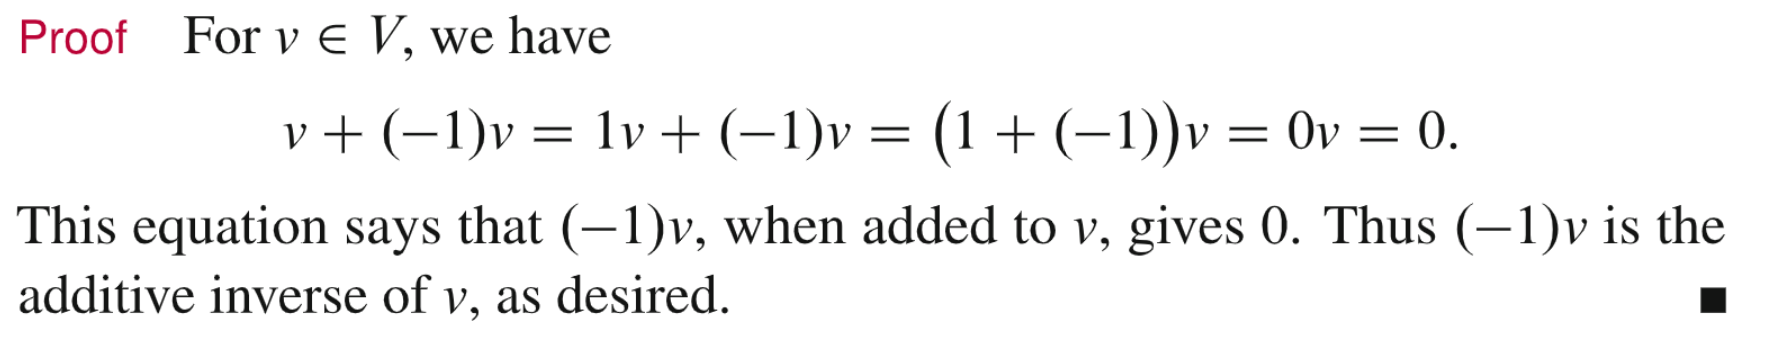 Proof For v ∈ V, we have
v + (−1)v = 1v + (−1)v = (1 + (−1))v = 0v = 0.
This equation says that (−1)v, when added to v, gives 0. Thus (−1)v is the
additive inverse of v, as desired. ■